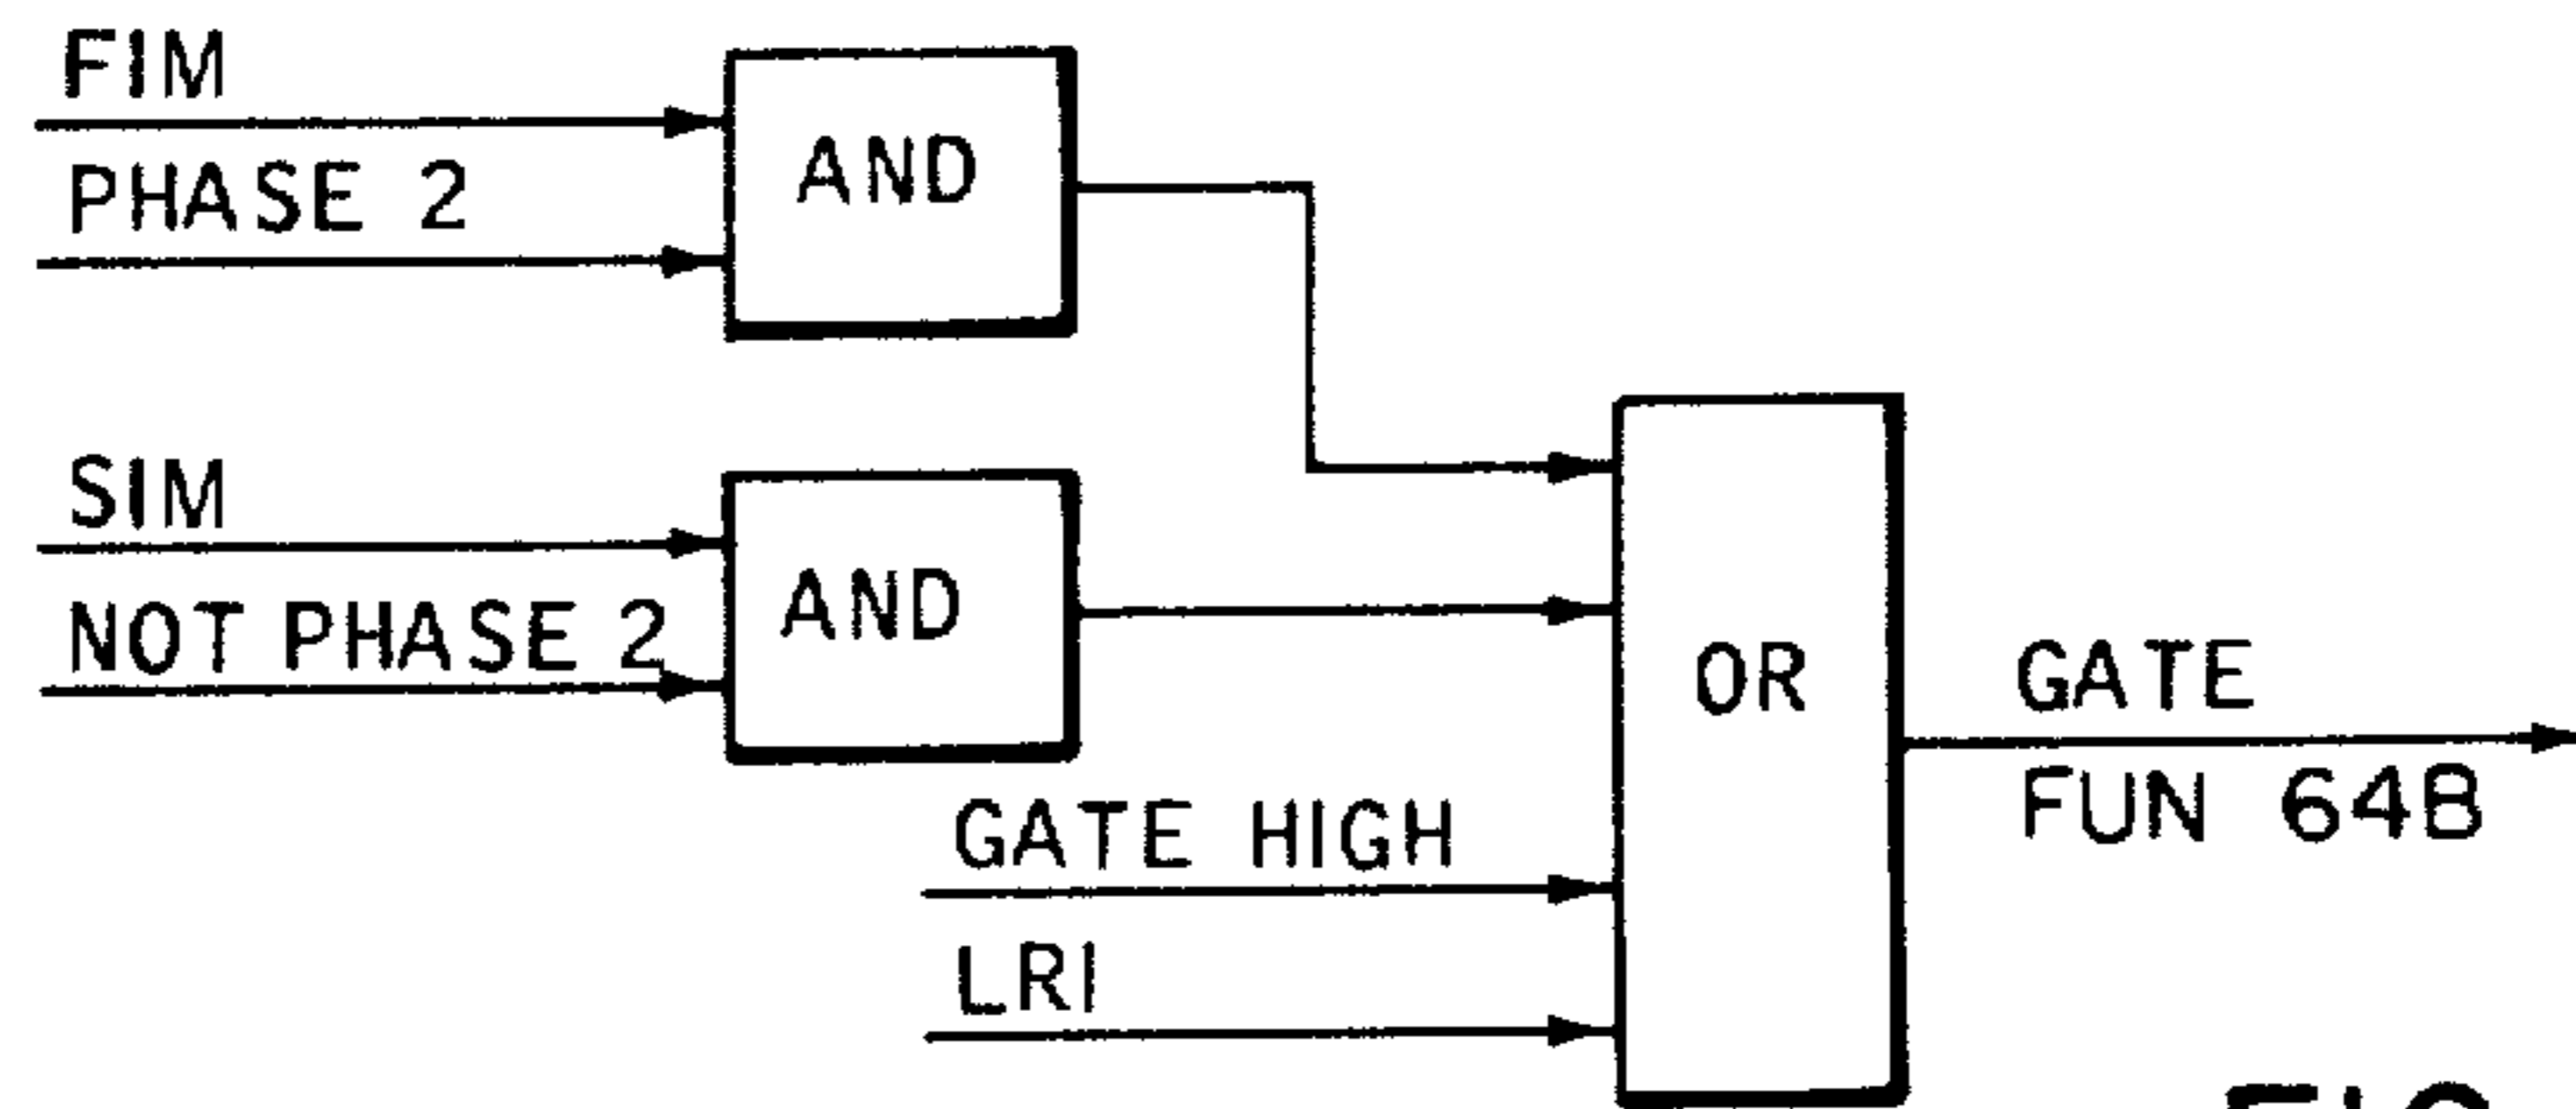 FIM
PHASE 2
AND
SIM
NOT PHASE 2
AND
GATE HIGH
LRI
OR
GATE
FUN 64B